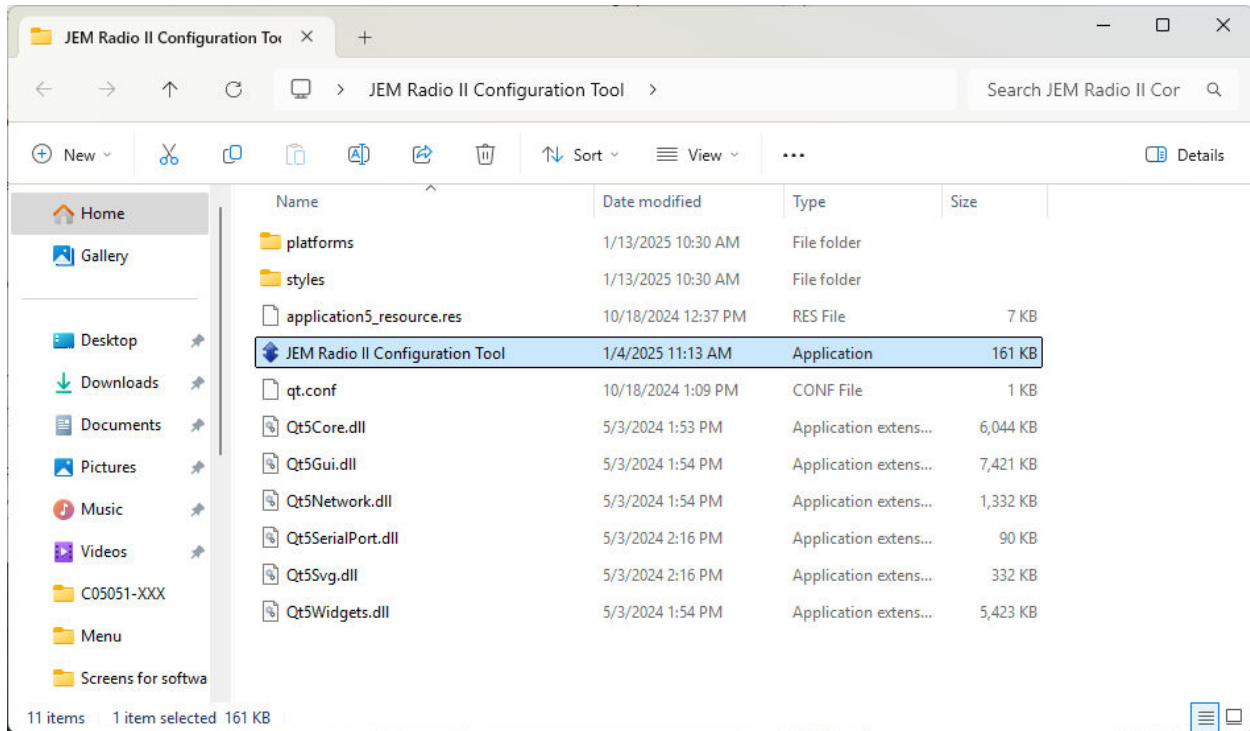 JEM Radio II Configuration Too
JEM Radio II Configuration Tool
Search JEM Radio II Cor
New
Sort
View
Details
Home
Gallery
Desktop
Downloads
Documents
Pictures
Music
Videos
C05051-XXX
Menu
Screens for softwa
Name Date modified Type Size
platforms 1/13/2025 10:30 AM File folder
styles 1/13/2025 10:30 AM File folder
application5_resource.res 10/18/2024 12:37 PM RES File 7 KB
JEM Radio II Configuration Tool 1/4/2025 11:13 AM Application 161 KB
qt.conf 10/18/2024 1:09 PM CONF File 1 KB
Qt5Core.dll 5/3/2024 1:53 PM Application extens... 6,044 KB
Qt5Gui.dll 5/3/2024 1:54 PM Application extens... 7,421 KB
Qt5Network.dll 5/3/2024 1:54 PM Application extens... 1,332 KB
Qt5SerialPort.dll 5/3/2024 2:16 PM Application extens... 90 KB
Qt5Svg.dll 5/3/2024 2:16 PM Application extens... 332 KB
Qt5Widgets.dll 5/3/2024 1:54 PM Application extens... 5,423 KB
11 items 1 item selected 161 KB